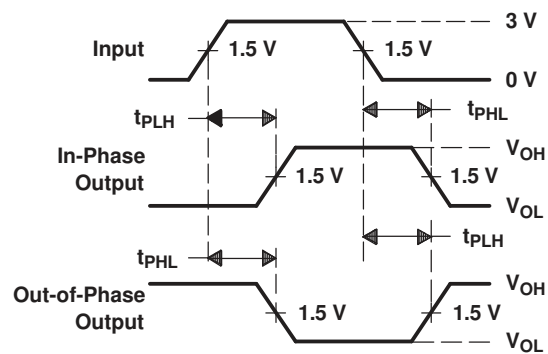 3 V
Input
1.5 V
1.5 V
0 V
tPLH
tPHL
In-Phase
Output
VOH
1.5 V
1.5 V
VOL
tPHL
tPLH
Out-of-Phase
Output
VOH
1.5 V
1.5 V
VOL